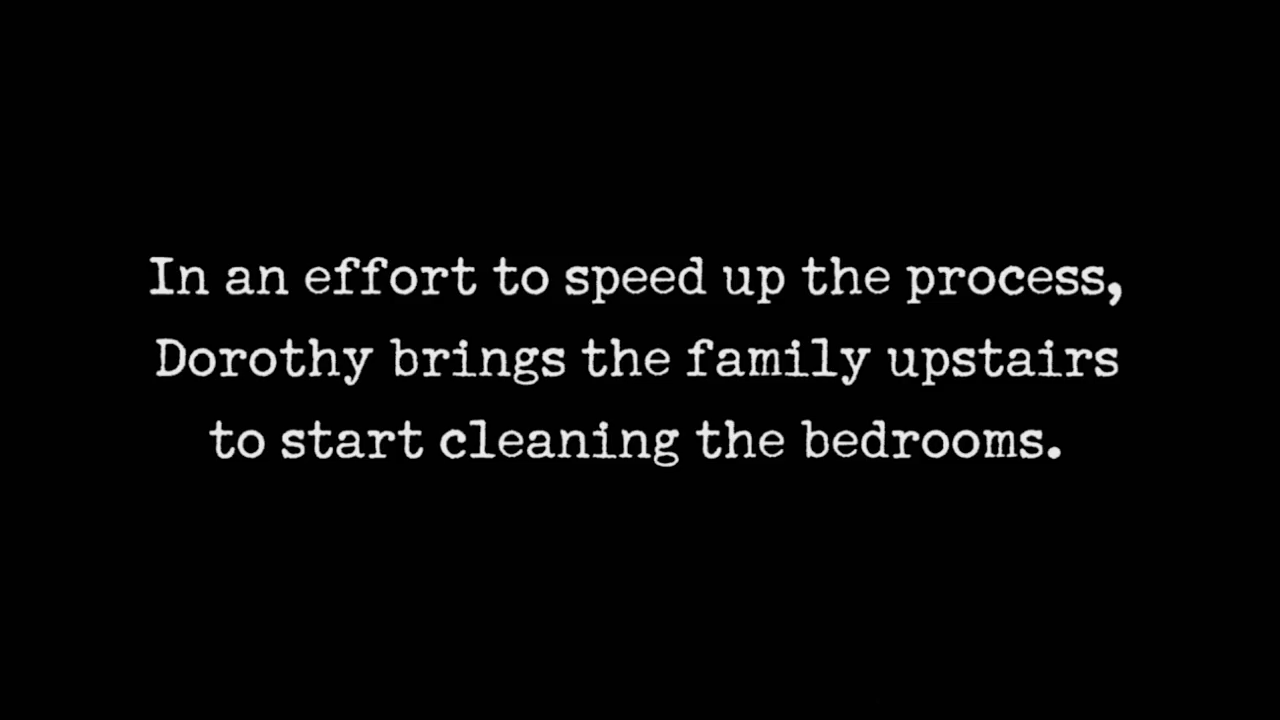 In an effort to speed up the process,
Dorothy brings the family upstairs
to start cleaning the bedrooms.